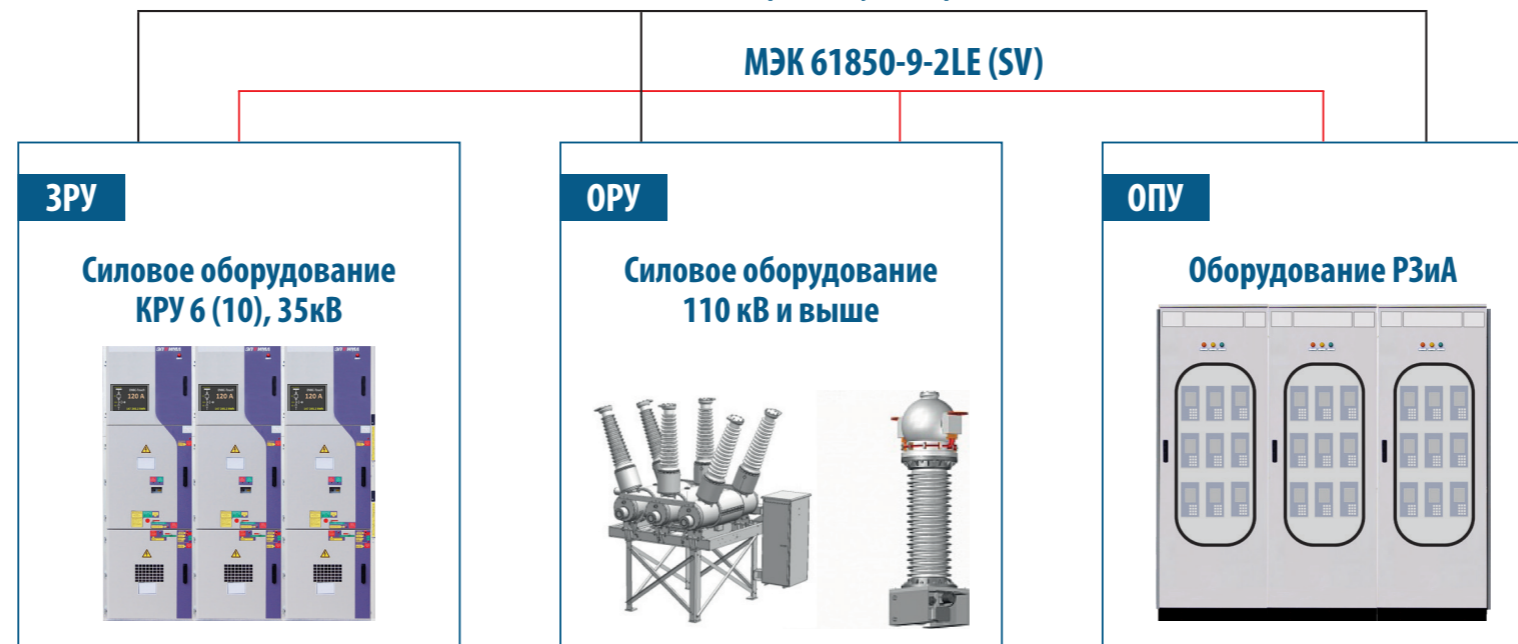 МЭК 61850-9-2LE (SV)
ЗРУ
Силовое оборудование
КРУ 6 (10), 35кВ
120 А
120 А
120 А
ОРУ
Силовое оборудование
110 кВ и выше
ОПУ
Оборудование РЗиА